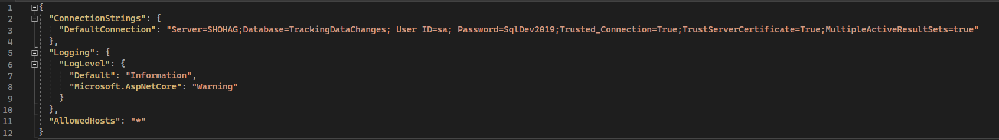 1 {
2 "ConnectionStrings": {
3 "DefaultConnection": "Server=SHOHAG;Database=TrackingDataChanges; User ID=sa; Password=SqlDev2019;Trusted_Connection=True;TrustServerCertificate=True;MultipleActiveResultSets=true"
4 },
5 "Logging": {
6 "LogLevel": {
7 "Default": "Information",
8 "Microsoft.AspNetCore": "Warning"
9 }
10 },
11 "AllowedHosts": "*"
12 }